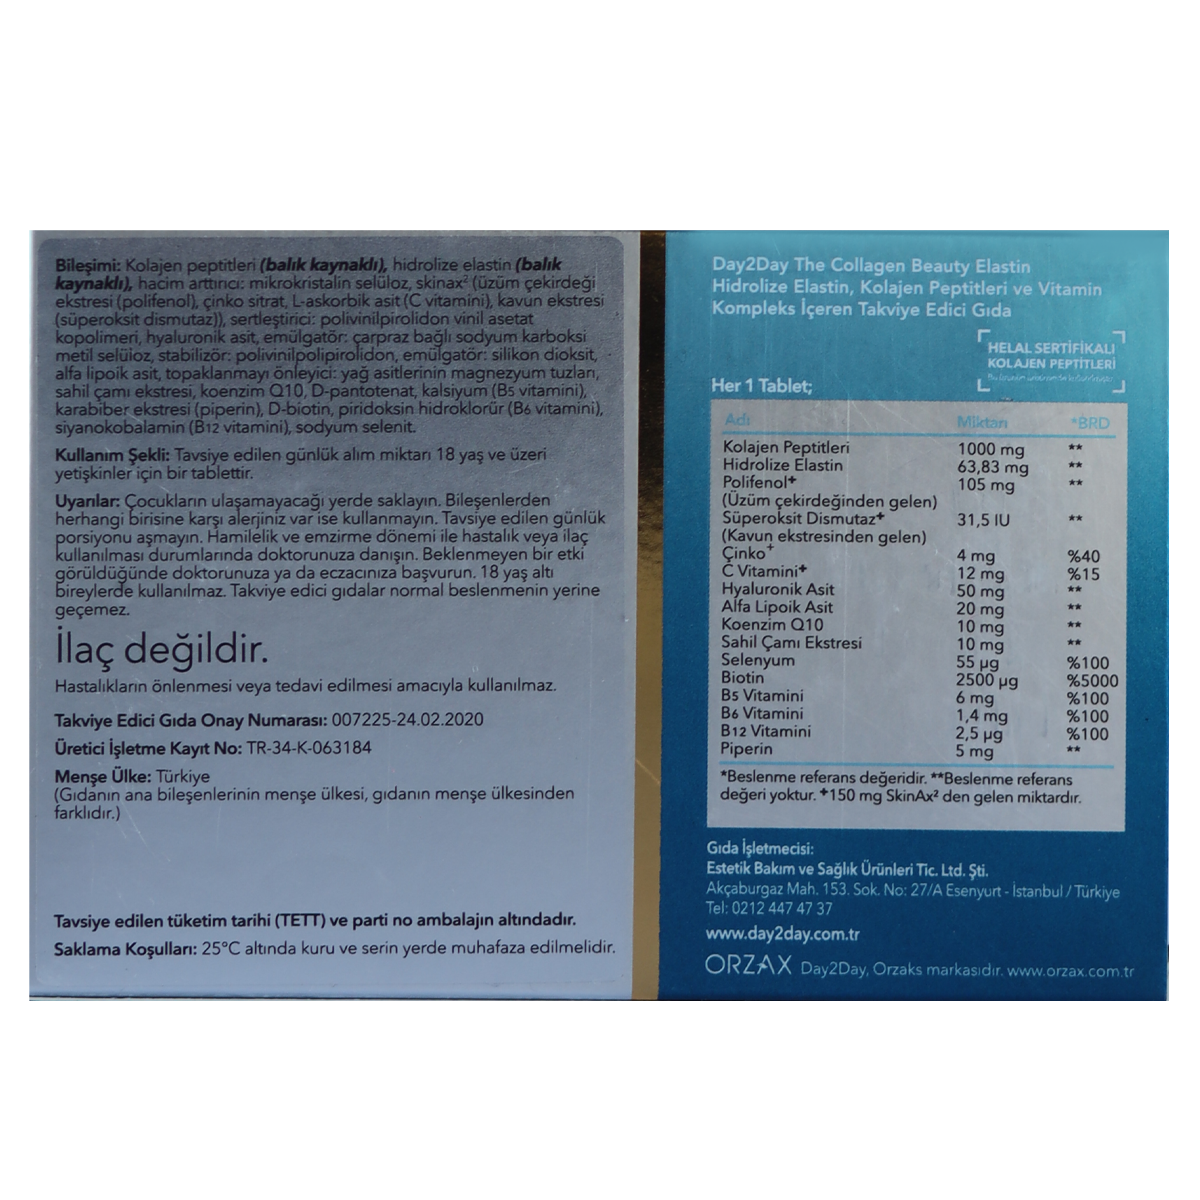 Bileşimi: Kolajen peptitleri (balık kaynaklı), hidrolize elastin (balık
kaynaklı), hacim arttırıcı: mikrokristalin selüloz, skinax² (üzüm çekirdeği
ekstresi (polifenol), çinko sitrat, L-askorbik asit (C vitamini), kavun ekstresi
(süperoksit dismutaz)), sertleştirici: polivinilpirolidon vinil asetat
kopolimeri, hyaluronik asit, emülgatör: çarpraz bağlı sodyum karboksi
metil selüloz, stabilizör: polivinilpolipirolidon, emülgatör: silikon dioksit,
alfa lipoik asit, topaklanmayı önleyici: yağ asitlerinin magnezyum tuzları,
sahil çamı ekstresi, koenzim Q10, D-pantotenat, kalsiyum (B5 vitamini),
karabiber ekstresi (piperin), D-biotin, piridoksin hidroklorür (B6 vitamini),
siyanokobalamin (B12 vitamini), sodyum selenit.
Kullanım Şekli: Tavsiye edilen günlük alım miktarı 18 yaş ve üzeri
yetişkinler için bir tablettir.
Uyarılar: Çocukların ulaşamayacağı yerde saklayın. Bileşenlerden
herhangi birisine karşı alerjiniz var ise kullanmayın. Tavsiye edilen günlük
porsiyonu aşmayın. Hamilelik ve emzirme dönemi ile hastalık veya ilaç
kullanılması durumlarında doktorunuza danışın. Beklenmeyen bir etki
görüldüğünde doktorunuza ya da eczacınıza başvurun. 18 yaş altı
bireylerde kullanılmaz. Takviye edici gıdalar normal beslenmenin yerine
geçemez.
İlaç değildir.
Hastalıkların önlenmesi veya tedavi edilmesi amacıyla kullanılmaz.
Takviye Edici Gıda Onay Numarası: 007225-24.02.2020
Üretici İşletme Kayıt No: TR-34-K-063184
Menşe Ülke: Türkiye
(Gıdanın ana bileşenlerinin menşe ülkesi, gıdanın menşe ülkesinden
farklıdır.)
Tavsiye edilen tüketim tarihi (TETT) ve parti no ambalajın altındadır.
Saklama Koşulları: 25°C altında kuru ve serin yerde muhafaza edilmelidir.
Day2Day The Collagen Beauty Elastin
Hidrolize Elastin, Kolajen Peptitleri ve Vitamin
Kompleks İçeren Takviye Edici Gıda
HELAL SERTİFİKALI
KOLAJEN PEPTİTLERİ
Her 1 Tablet;
Adı Miktarı *BRD
Kolajen Peptitleri 1000 mg **
Hidrolize Elastin 63,83 mg **
Polifenol+ 105 mg **
(Üzüm çekirdeğinden gelen)
Süperoksit Dismutaz+ 31,5 IU **
(Kavun ekstresinden gelen)
Çinko+ 4 mg %40
C Vitamini+ 12 mg %15
Hyaluronik Asit 50 mg **
Alfa Lipoik Asit 20 mg **
Koenzim Q10 10 mg **
Sahil Çamı Ekstresi 10 mg **
Selenyum 55 µg %100
Biotin 2500 µg %5000
B5 Vitamini 6 mg %100
B6 Vitamini 1,4 mg %100
B12 Vitamini 2,5 µg %100
Piperin 5 mg **
*Beslenme referans değeridir. **Beslenme referans
değeri yoktur. +150 mg SkinAx² den gelen miktardır.
Gıda İşletmecisi:
Estetik Bakım ve Sağlık Ürünleri Tic. Ltd. Şti.
Akçaburgaz Mah. 153. Sok. No: 27/A Esenyurt - İstanbul / Türkiye
Tel: 0212 447 47 37
www.day2day.com.tr
ORZAX Day2Day, Orzaks markasıdır. www.orzax.com.tr